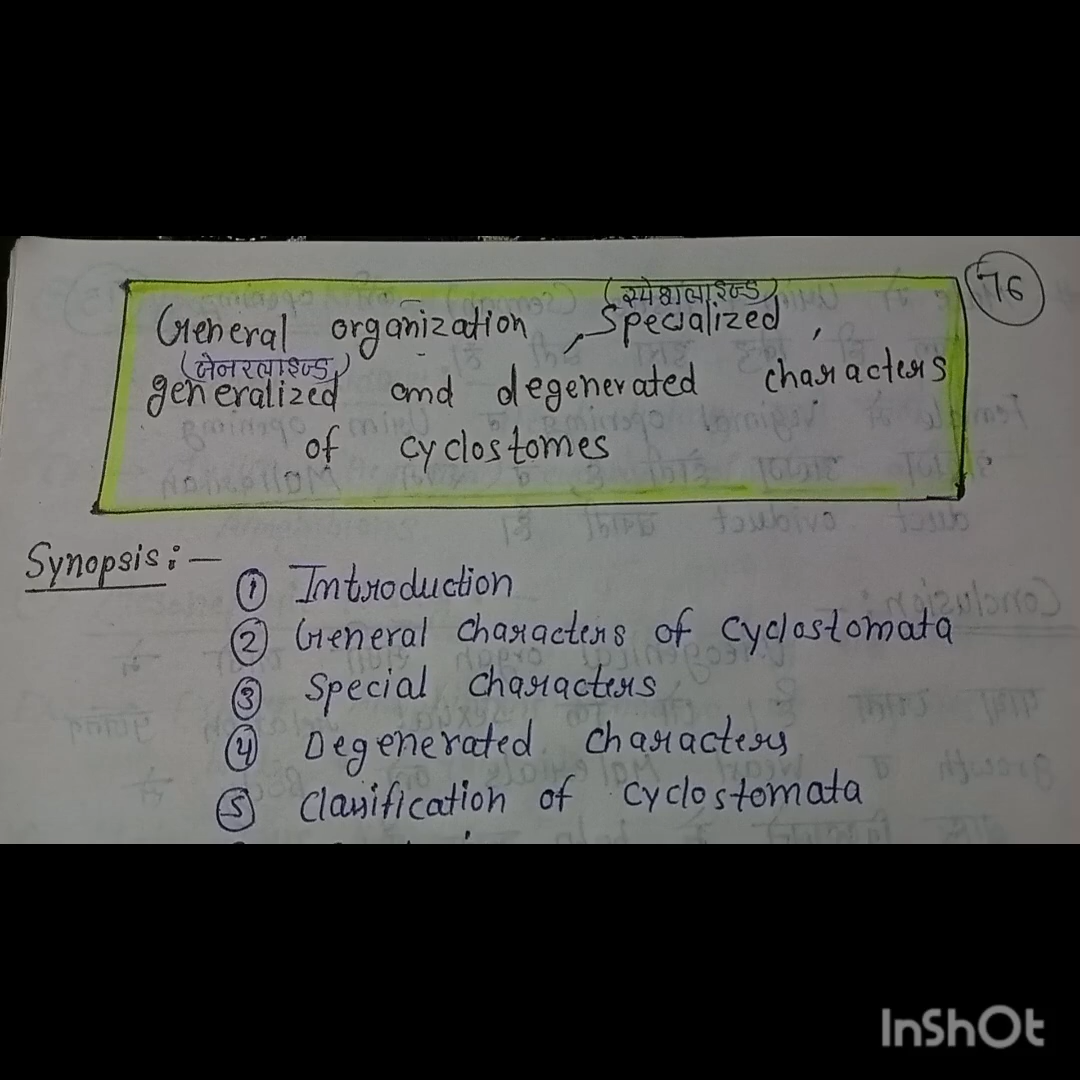 76
(स्पेशलाइज्ड)
General organization, Specialized,
(जेनरलाइज्ड)
generalized and degenerated characters
of cyclostomes
Synopsis:-
① Introduction
② General characters of Cyclostomata
③ Special characters
④ Degenerated characters
⑤ Classification of cyclostomata
InShOt